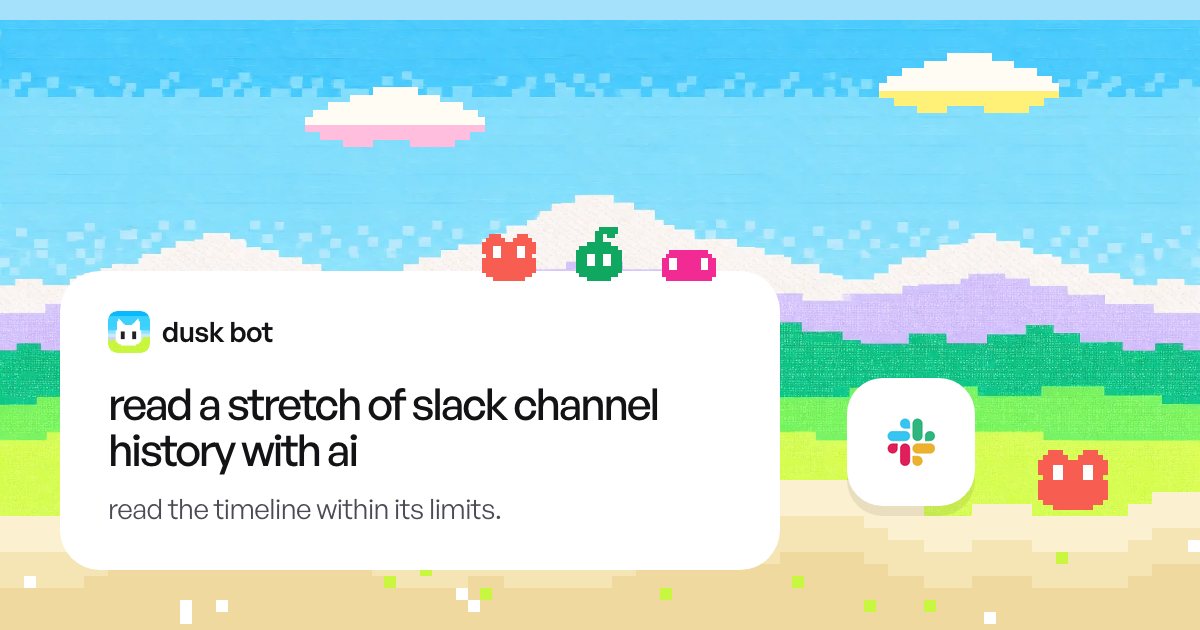 dusk bot
read a stretch of slack channel
history with ai
read the timeline within its limits.